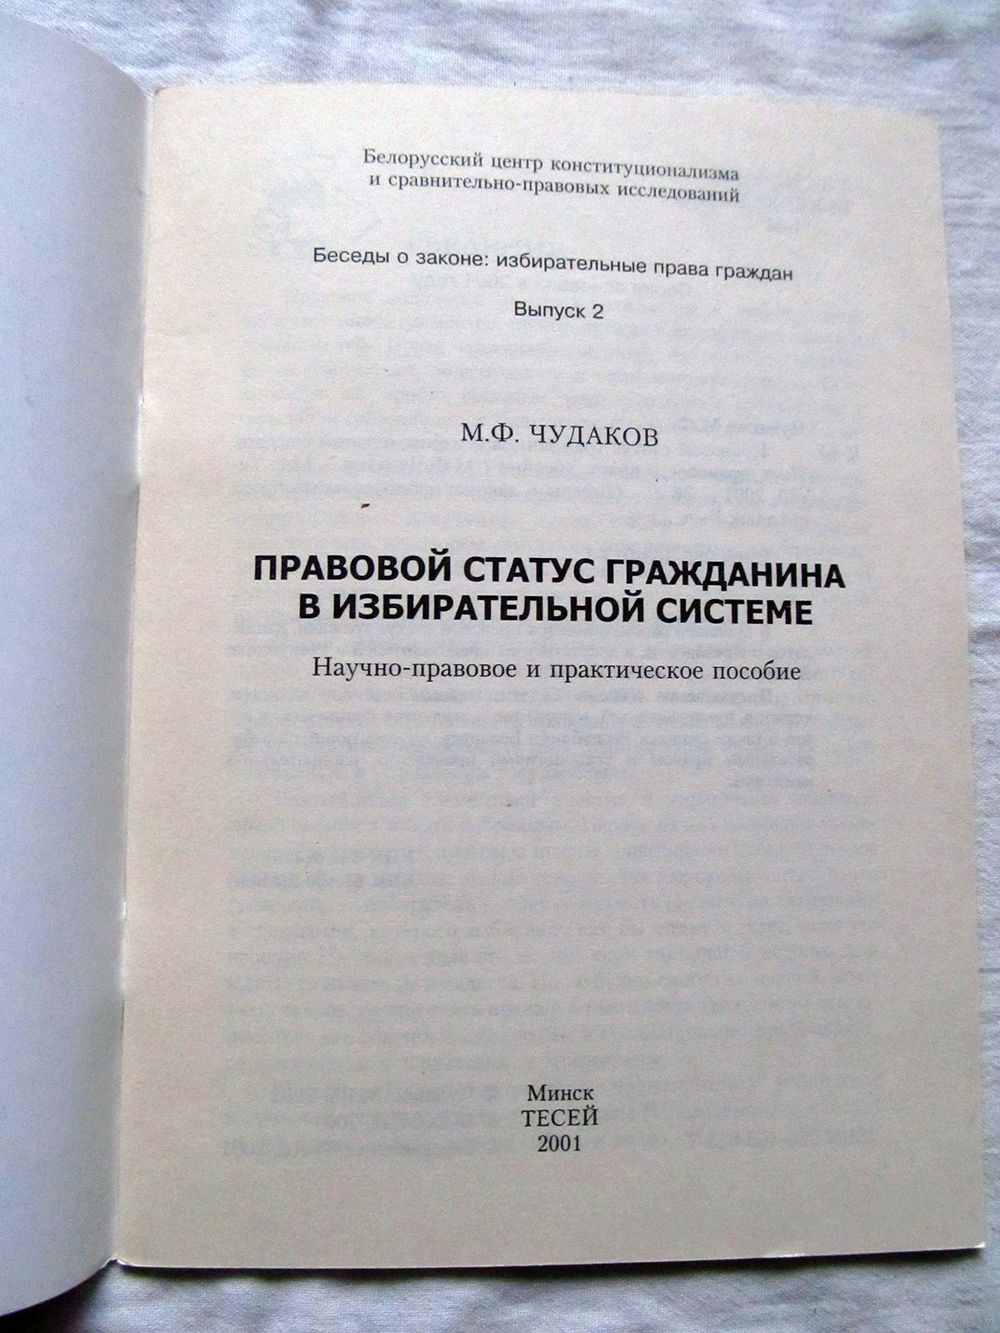 Белорусский центр конституционализма
и сравнительно-правовых исследований
Беседы о законе: избирательные права граждан
Выпуск 2
М.Ф. ЧУДАКОВ
ПРАВОВОЙ СТАТУС ГРАЖДАНИНА
В ИЗБИРАТЕЛЬНОЙ СИСТЕМЕ
Научно-правовое и практическое пособие
Минск
ТЕСЕЙ
2001